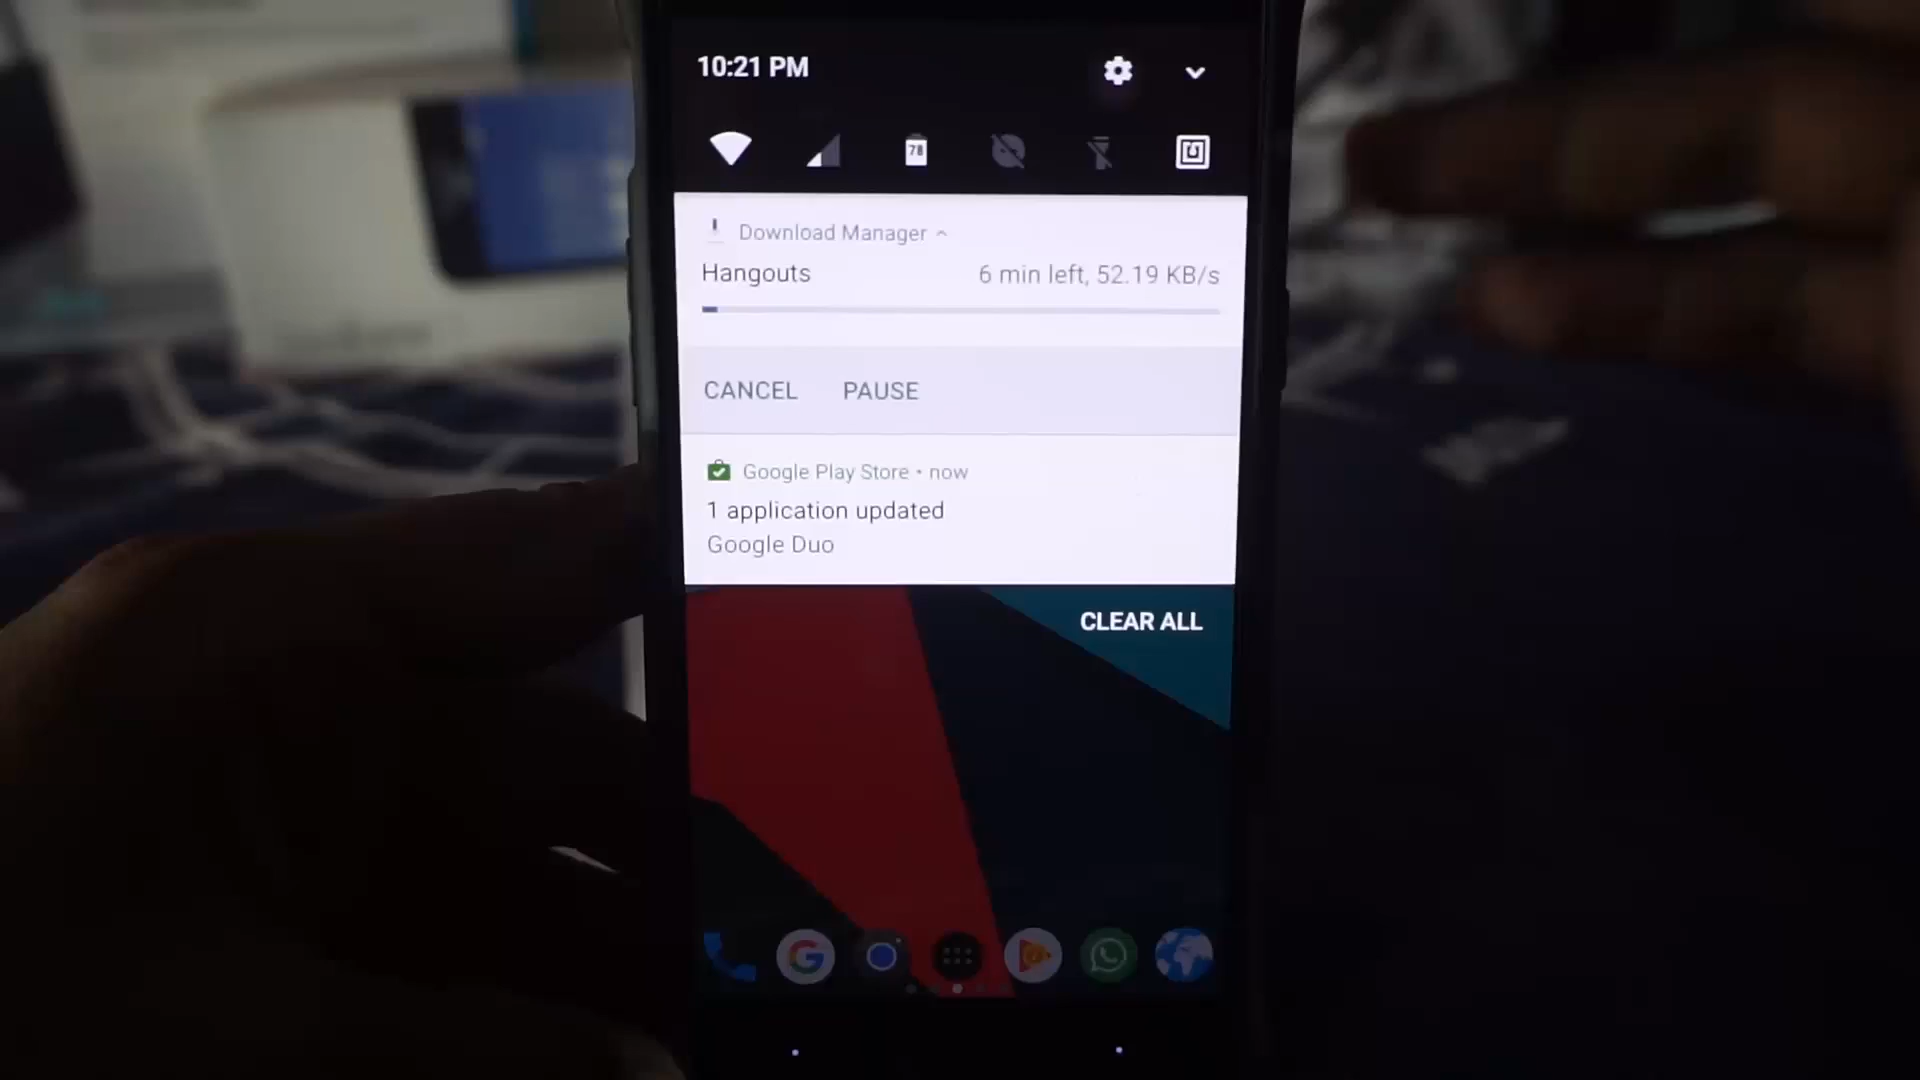 10:21 PM
78
Download Manager
Hangouts 6 min left, 52.19 KB/s
CANCEL PAUSE
Google Play Store • now
1 application updated
Google Duo
CLEAR ALL
G